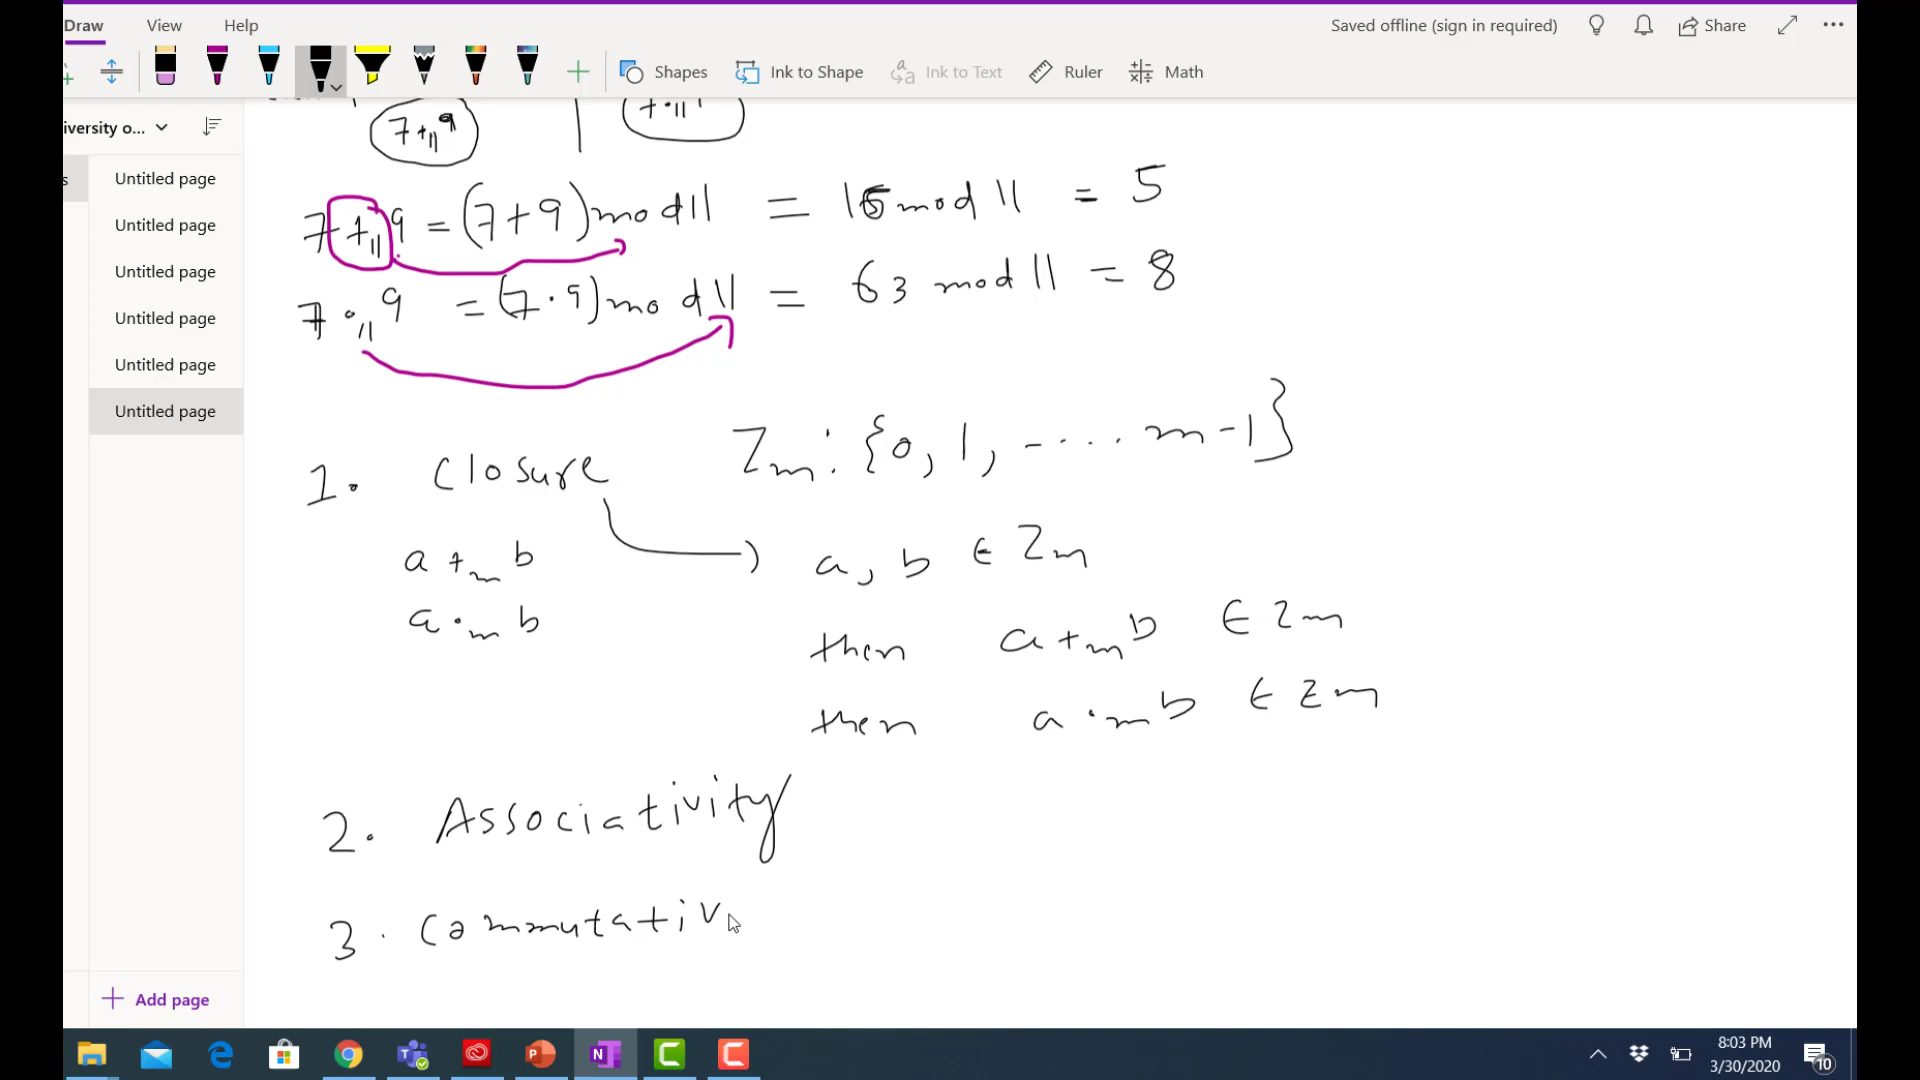 Draw View Help Saved offline (sign in required) Share
Shapes Ink to Shape Ink to Text Ruler Math
iversity o...
s
Untitled page
Untitled page
Untitled page
Untitled page
Untitled page
Untitled page
Add page
7 +₁₁ 9
7 +₁₁ 9 = (7+9) mod 11 = 16 mod 11 = 5
7 ·₁₁ 9 = (7·9) mod 11 = 63 mod 11 = 8
Zm: {0, 1, - ···· m-1}
1. Closure
a +m b
a ·m b
a, b ∈ Zm
then a +m b ∈ Zm
then a ·m b ∈ Zm
2. Associativity
3. Commutativ
8:03 PM
3/30/2020
10